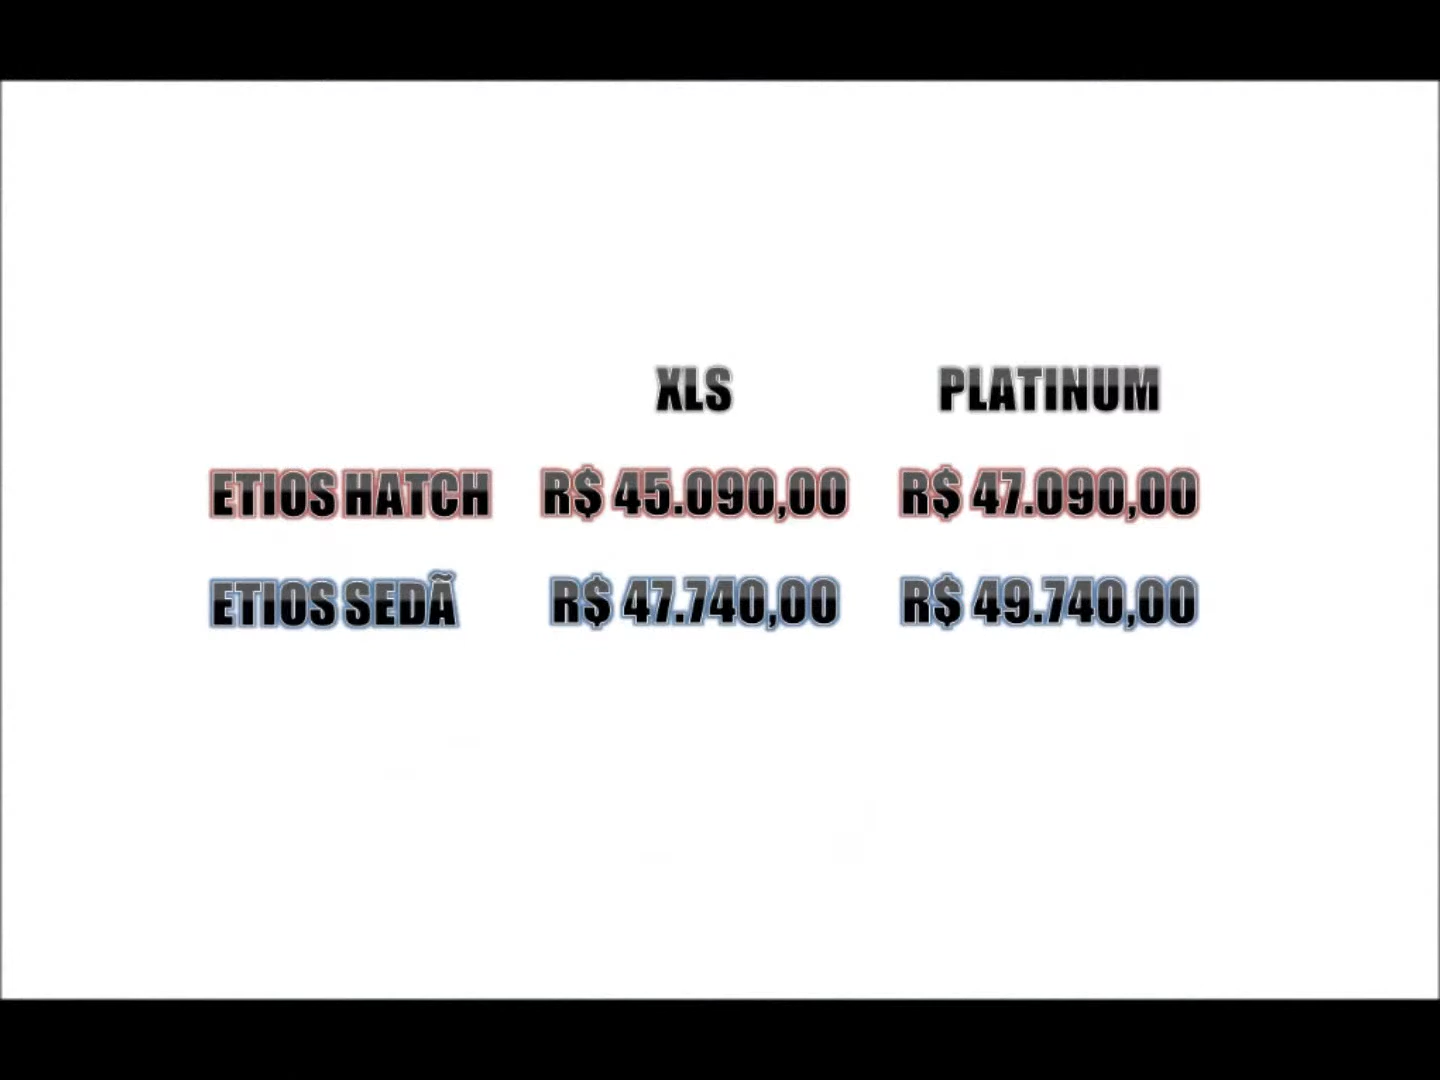 XLS PLATINUM
ETIOS HATCH R$ 45.090,00 R$ 47.090,00
ETIOS SEDÃ R$ 47.740,00 R$ 49.740,00